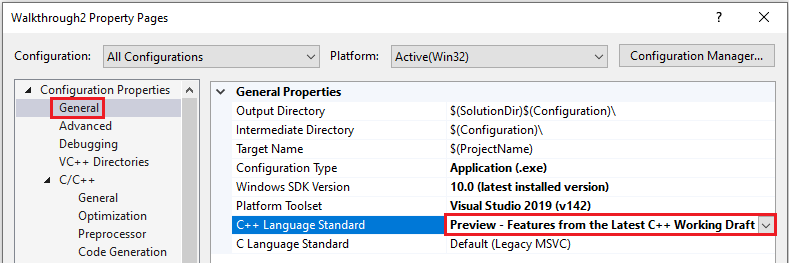 Walkthrough2 Property Pages ? ×
Configuration: All Configurations Platform: Active(Win32) Configuration Manager...
Configuration Properties
General
Advanced
Debugging
VC++ Directories
C/C++
General
Optimization
Preprocessor
Code Generation
General Properties
Output Directory $(SolutionDir)$(Configuration)\
Intermediate Directory $(Configuration)\
Target Name $(ProjectName)
Configuration Type Application (.exe)
Windows SDK Version 10.0 (latest installed version)
Platform Toolset Visual Studio 2019 (v142)
C++ Language Standard Preview - Features from the Latest C++ Working Draft
C Language Standard Default (Legacy MSVC)